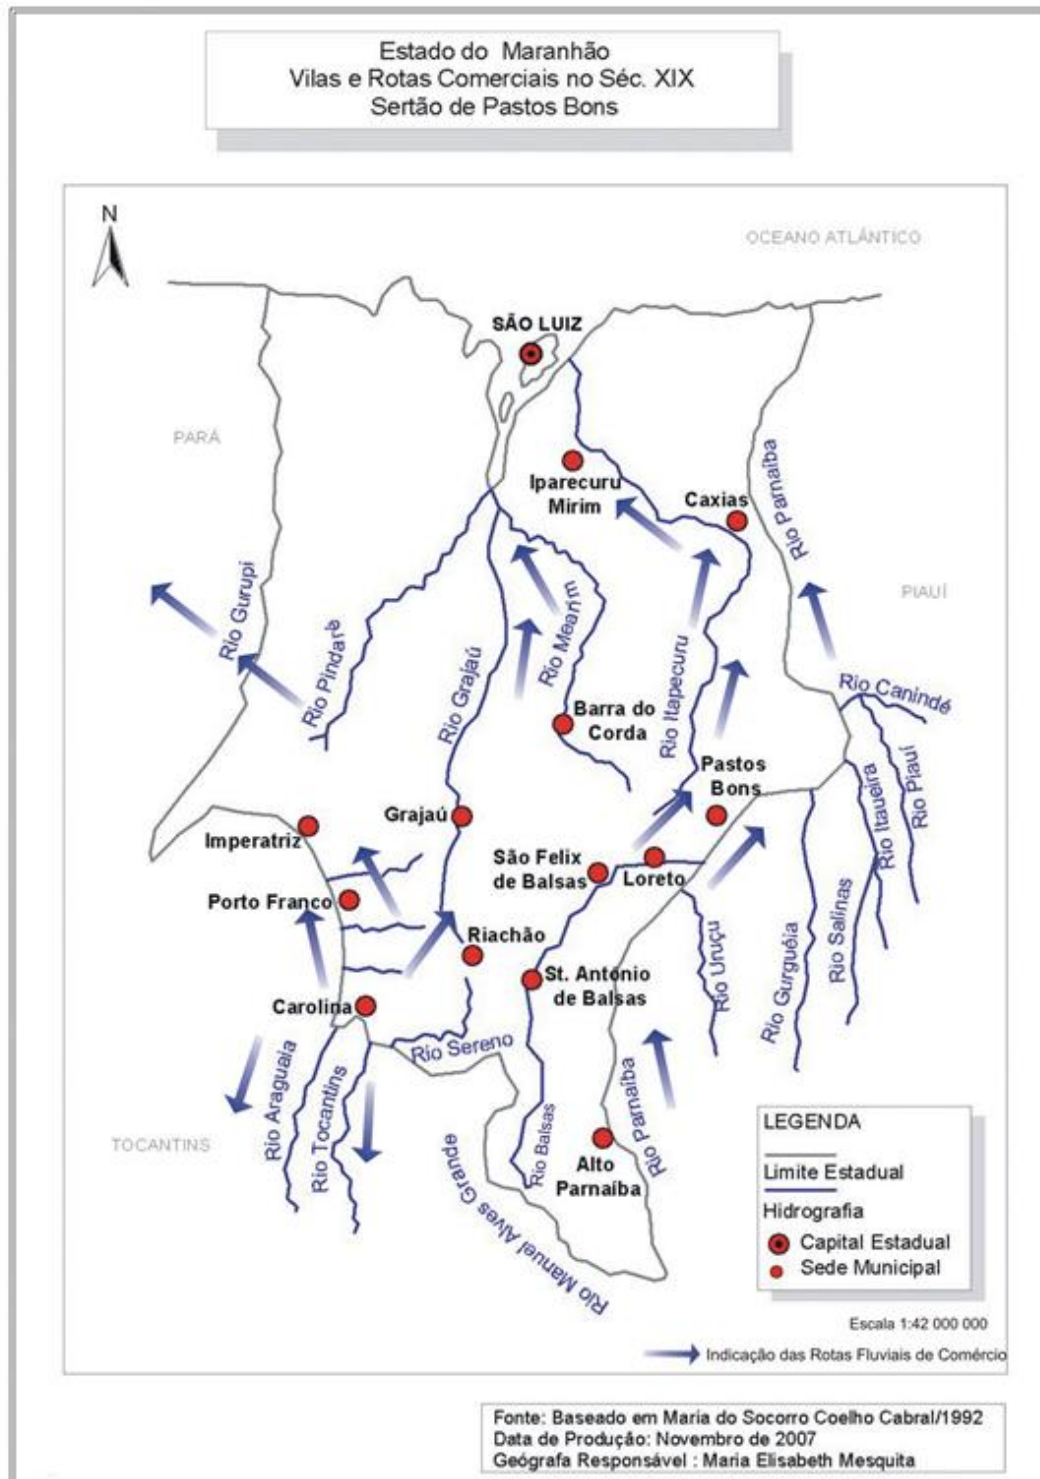 Estado do Maranhão
Vilas e Rotas Comerciais no Séc. XIX
Sertão de Pastos Bons
N
OCEANO ATLÂNTICO
SÃO LUIZ
PARÁ
Iparecuru
Mirim
Caxias
Rio Parnaíba
PIAUÍ
Rio Gurupi
Rio Pindaré
Rio Grajaú
Rio Mearim
Rio Itapecuru
Rio Canindé
Barra do
Corda
Pastos
Bons
Rio Itaueira
Rio Piauí
Imperatriz
Grajaú
São Felix
de Balsas
Loreto
Porto Franco
Riachão
St. Antônio
de Balsas
Rio Uruçu
Rio Gurguéia
Rio Salinas
Carolina
Rio Sereno
Rio Araguaia
Rio Tocantins
TOCANTINS
Rio Balsas
Rio Parnaíba
Alto
Parnaíba
Rio Manuel Alves Grande
LEGENDA
Limite Estadual
Hidrografia
Capital Estadual
Sede Municipal
Escala 1:42 000 000
Indicação das Rotas Fluviais de Comércio
Fonte: Baseado em Maria do Socorro Coelho Cabral/1992
Data de Produção: Novembro de 2007
Geógrafa Responsável : Maria Elisabeth Mesquita